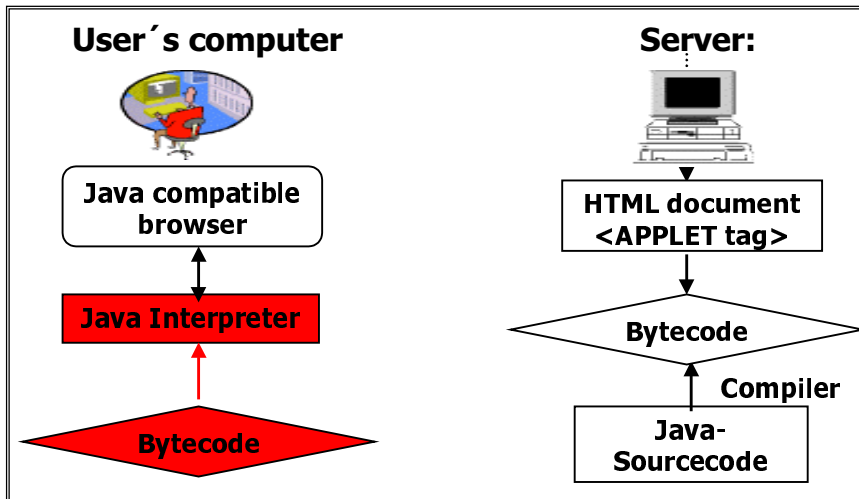 User´s computer
Java compatible
browser
Java Interpreter
Bytecode
Server:
HTML document
<APPLET tag>
Bytecode
Compiler
Java-
Sourcecode